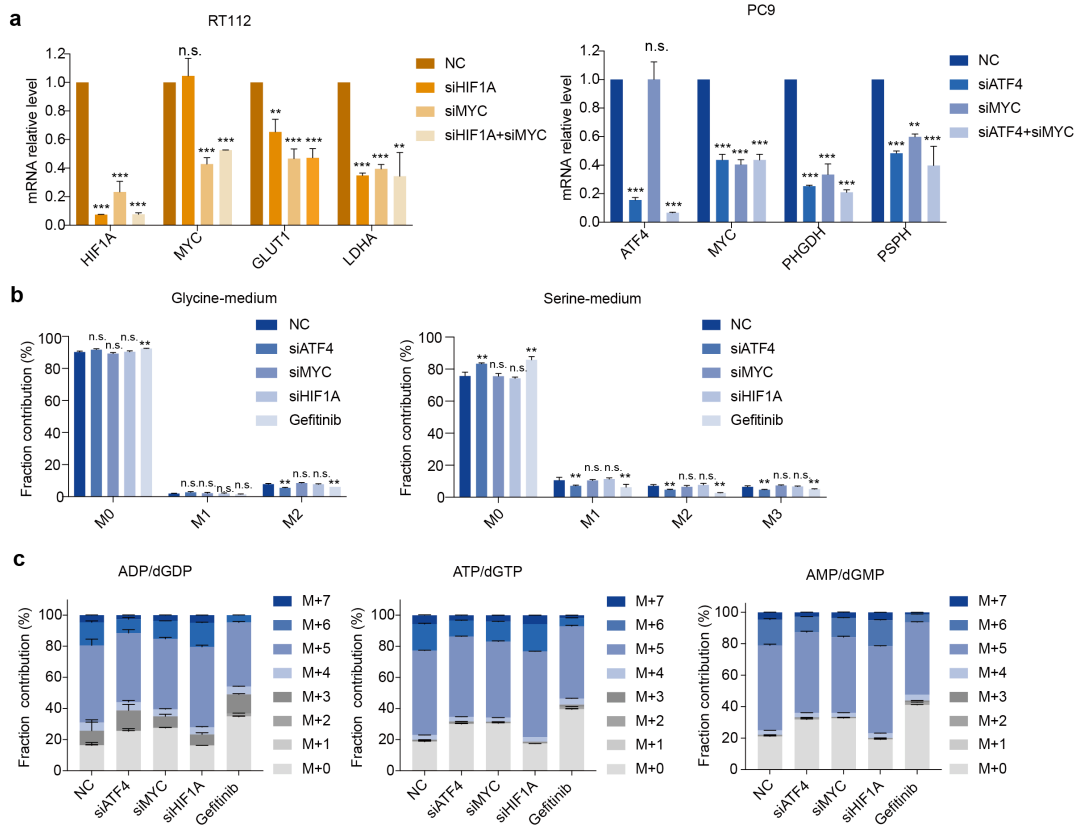 a
RT112
mRNA relative level
1.2
1.0
0.8
0.6
0.4
0.2
0.0
n.s.
*** *** ***
*** ***
** *** ***
*** *** **
HIF1A
MYC
GLUT1
LDHA
NC
siHIF1A
siMYC
siHIF1A+siMYC
PC9
mRNA relative level
1.2
1.0
0.8
0.6
0.4
0.2
0.0
n.s.
*** ***
*** *** ***
*** *** ***
*** ** ***
ATF4
MYC
PHGDH
PSPH
NC
siATF4
siMYC
siATF4+siMYC
b
Glycine-medium
Fraction contribution (%)
100
80
60
40
20
0
n.s. n.s. n.s. **
n.s. n.s. n.s. n.s.
** n.s. n.s. **
M0
M1
M2
NC
siATF4
siMYC
siHIF1A
Gefitinib
Serine-medium
Fraction contribution (%)
100
80
60
40
20
0
** n.s. n.s. **
** n.s. n.s. **
** n.s. n.s. **
** n.s. n.s. **
M0
M1
M2
M3
NC
siATF4
siMYC
siHIF1A
Gefitinib
c
ADP/dGDP
Fraction contribution (%)
100
80
60
40
20
0
NC
siATF4
siMYC
siHIF1A
Gefitinib
M+7
M+6
M+5
M+4
M+3
M+2
M+1
M+0
ATP/dGTP
Fraction contribution (%)
100
80
60
40
20
0
NC
siATF4
siMYC
siHIF1A
Gefitinib
M+7
M+6
M+5
M+4
M+3
M+2
M+1
M+0
AMP/dGMP
Fraction contribution (%)
100
80
60
40
20
0
NC
siATF4
siMYC
siHIF1A
Gefitinib
M+7
M+6
M+5
M+4
M+3
M+2
M+1
M+0